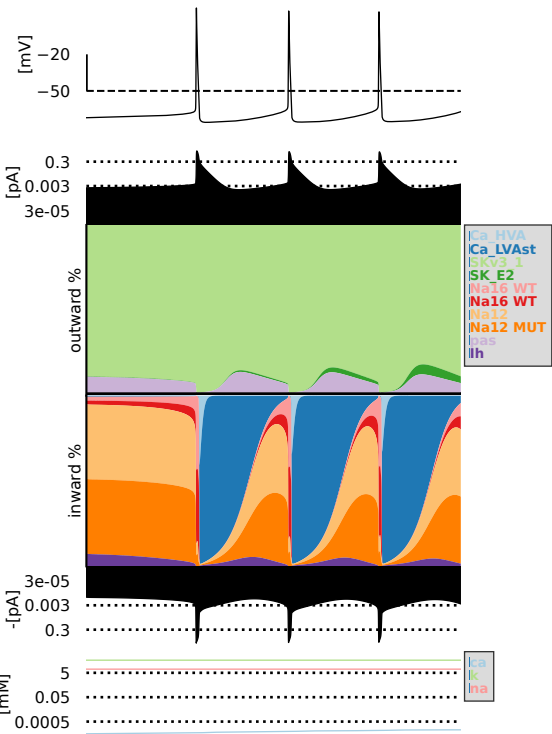 [mV]
−20
−50
[pA]
0.3
0.003
3e-05
outward %
Ca_HVA
Ca_LVAst
SKv3_1
SK_E2
Na16 WT
Na16 WT
Na12
Na12 MUT
pas
Ih
inward %
-[pA]
3e-05
0.003
0.3
[mM]
5
0.05
0.0005
ca
k
na